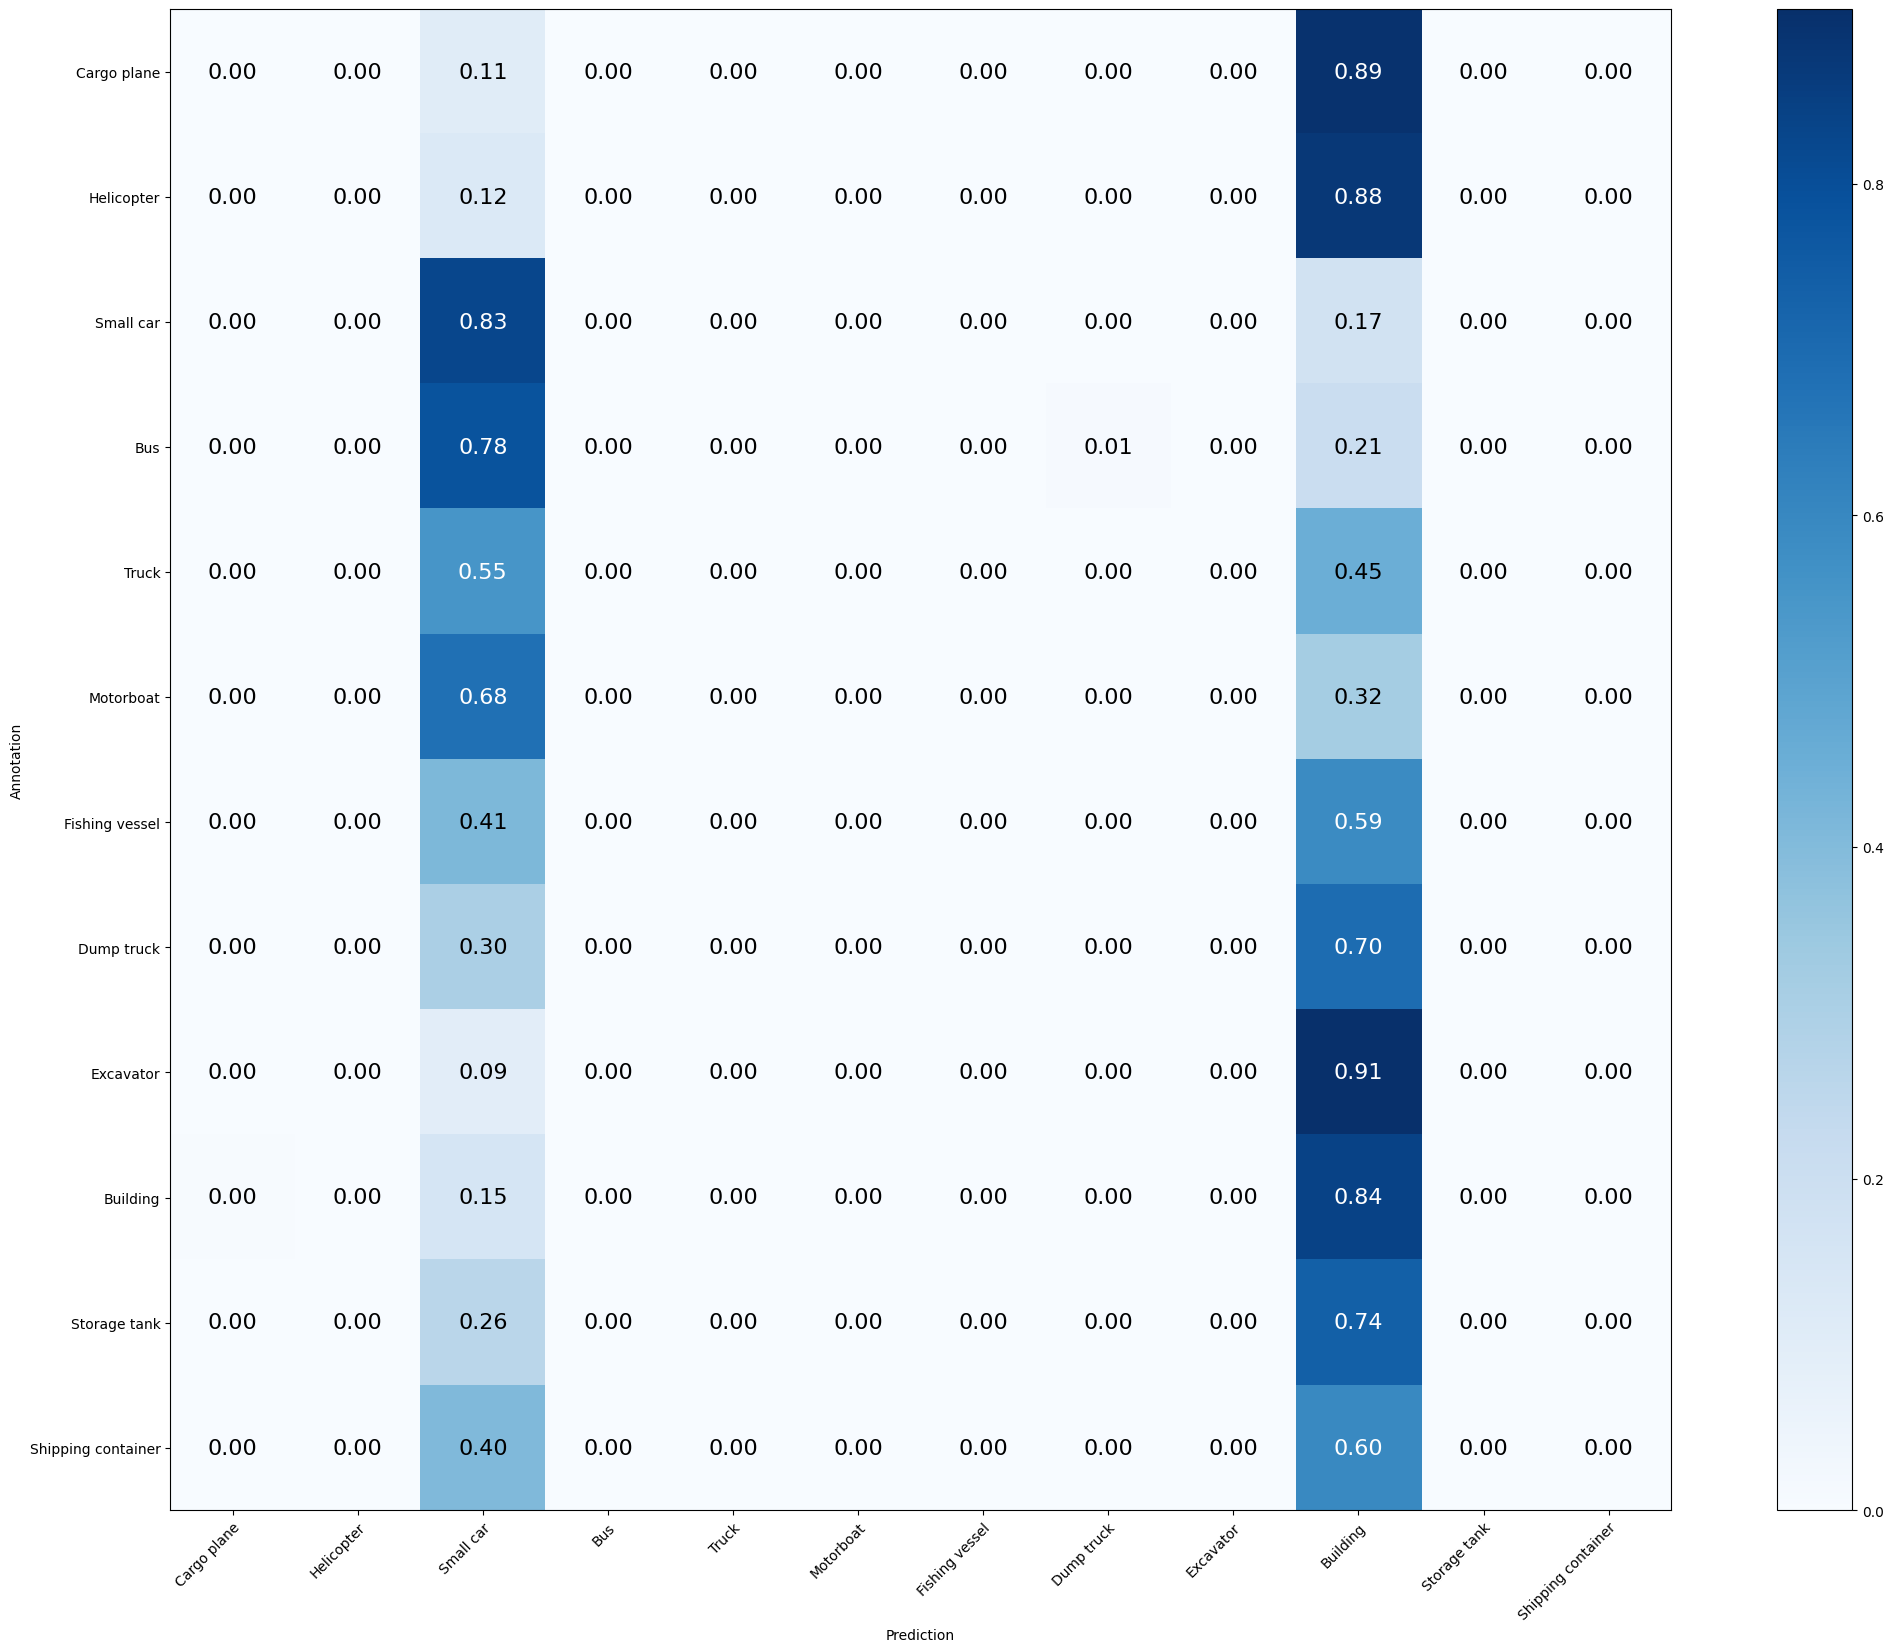 Cargo plane 0.00 0.00 0.11 0.00 0.00 0.00 0.00 0.00 0.00 0.89 0.00 0.00
Helicopter 0.00 0.00 0.12 0.00 0.00 0.00 0.00 0.00 0.00 0.88 0.00 0.00
0.8
Small car 0.00 0.00 0.83 0.00 0.00 0.00 0.00 0.00 0.00 0.17 0.00 0.00
Bus 0.00 0.00 0.78 0.00 0.00 0.00 0.00 0.01 0.00 0.21 0.00 0.00
0.6
Truck 0.00 0.00 0.55 0.00 0.00 0.00 0.00 0.00 0.00 0.45 0.00 0.00
Motorboat 0.00 0.00 0.68 0.00 0.00 0.00 0.00 0.00 0.00 0.32 0.00 0.00
Annotation
Fishing vessel 0.00 0.00 0.41 0.00 0.00 0.00 0.00 0.00 0.00 0.59 0.00 0.00
0.4
Dump truck 0.00 0.00 0.30 0.00 0.00 0.00 0.00 0.00 0.00 0.70 0.00 0.00
Excavator 0.00 0.00 0.09 0.00 0.00 0.00 0.00 0.00 0.00 0.91 0.00 0.00
0.2
Building 0.00 0.00 0.15 0.00 0.00 0.00 0.00 0.00 0.00 0.84 0.00 0.00
Storage tank 0.00 0.00 0.26 0.00 0.00 0.00 0.00 0.00 0.00 0.74 0.00 0.00
Shipping container 0.00 0.00 0.40 0.00 0.00 0.00 0.00 0.00 0.00 0.60 0.00 0.00
0.0
Cargo plane Helicopter Small car Bus Truck Motorboat Fishing vessel Dump truck Excavator Building Storage tank Shipping container
Prediction